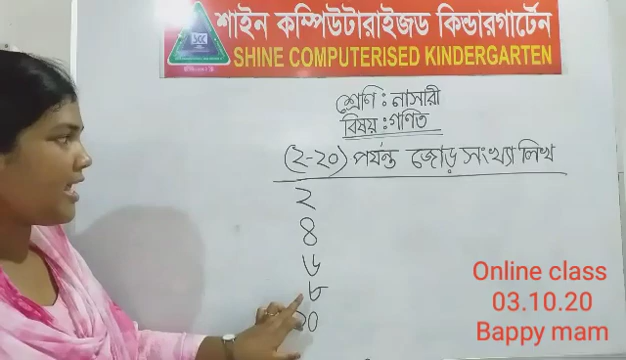 শাইন কম্পিউটারাইজড কিন্ডারগার্টেন
SHINE COMPUTERISED KINDERGARTEN
শ্রেণি : নাসারী
বিষয় : গণিত
(২-২০) পর্যন্ত জোড় সংখ্যা লিখ
২
৪
৬
৮
১০
Online class
03.10.20
Bappy mam